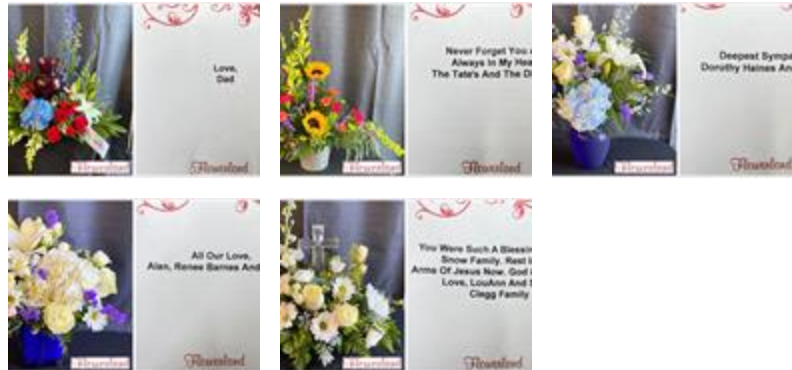 Love,
Dad
Flowerland
Flowerland
Never Forget You
Always In My Hea
The Tate's And The D
Flowerland
Flowerland
Deepest Sympa
Dorothy Haines An
Flowerland
Flowerland
All Our Love,
Alan, Renee Barnes And
Flowerland
Flowerland
You Were Such A Blessin
Snow Family. Rest I
Arms Of Jesus Now. God
Love, LouAnn And
Clegg Family
Flowerland
Flowerland